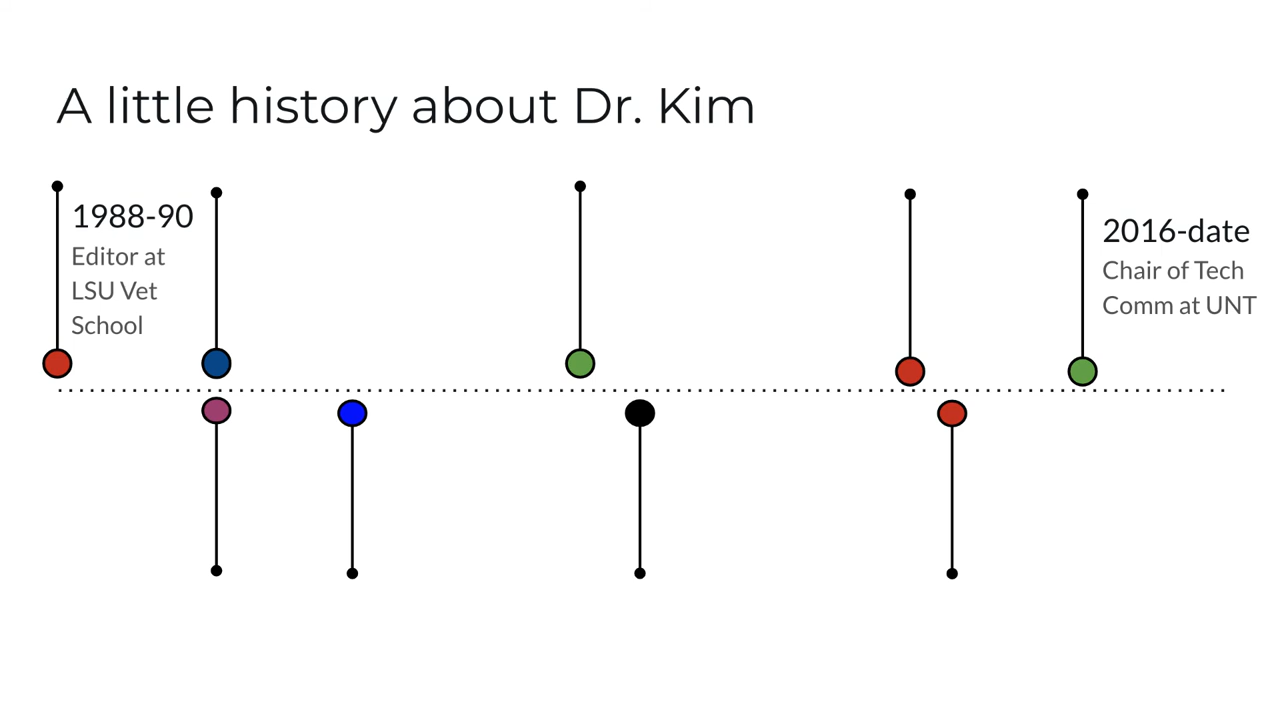 A little history about Dr. Kim
1988-90
Editor at
LSU Vet
School
2016-date
Chair of Tech
Comm at UNT